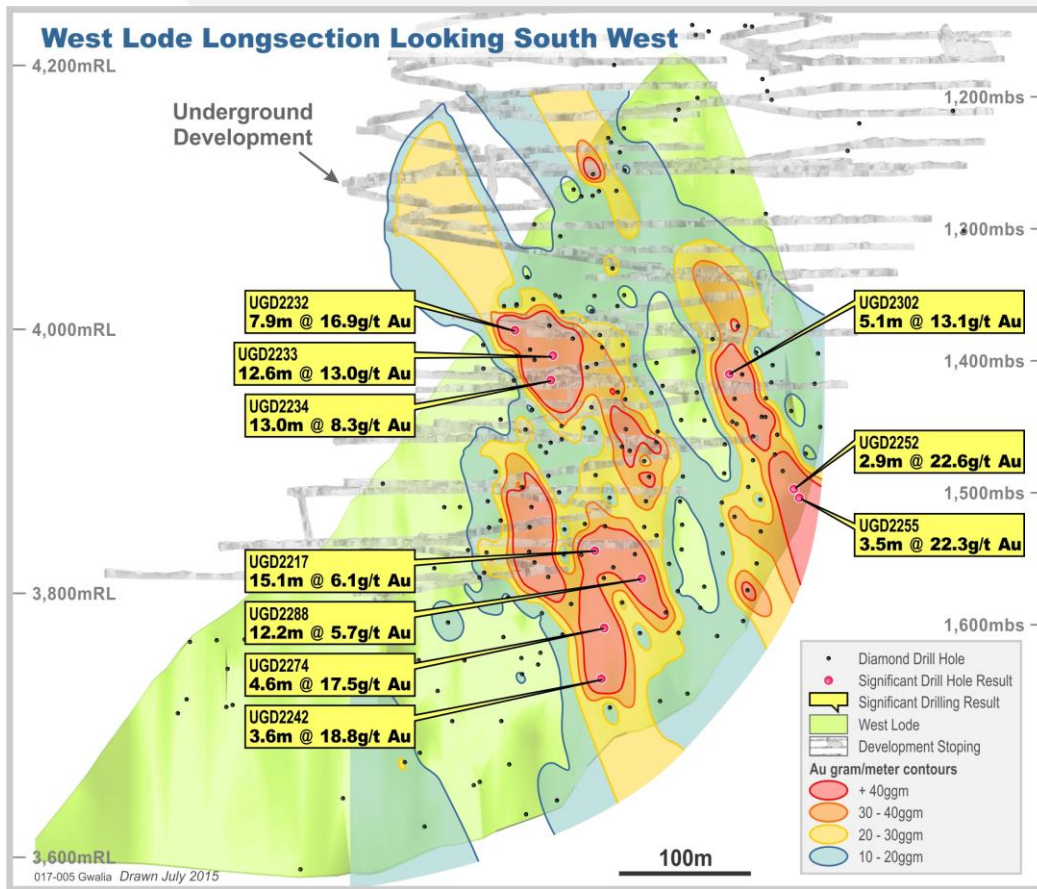 West Lode Longsection Looking South West
4,200mRL
1,200mbs
Underground
Development
1,300mbs
UGD2232
7.9m @ 16.9g/t Au
UGD2302
5.1m @ 13.1g/t Au
4,000mRL
UGD2233
12.6m @ 13.0g/t Au
1,400mbs
UGD2234
13.0m @ 8.3g/t Au
UGD2252
2.9m @ 22.6g/t Au
1,500mbs
UGD2255
3.5m @ 22.3g/t Au
UGD2217
15.1m @ 6.1g/t Au
3,800mRL
UGD2288
12.2m @ 5.7g/t Au
1,600mbs
UGD2274
4.6m @ 17.5g/t Au
UGD2242
3.6m @ 18.8g/t Au
Diamond Drill Hole
Significant Drill Hole Result
Significant Drilling Result
West Lode
Development Stoping
Au gram/meter contours
+ 40ggm
30 - 40ggm
20 - 30ggm
10 - 20ggm
3,600mRL
100m
017-005 Gwalia Drawn July 2015